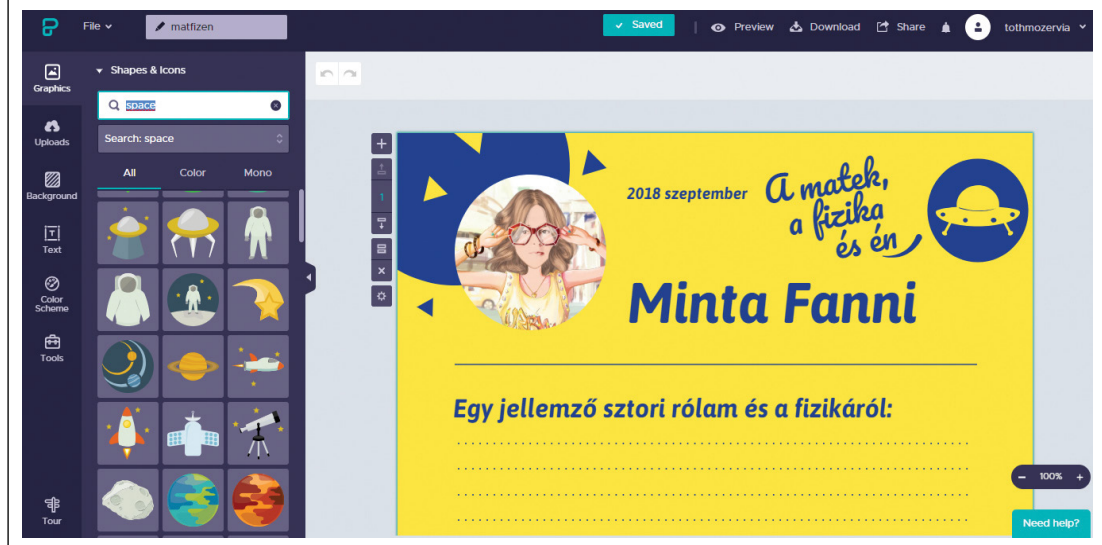 File
matfizen
Saved
Preview
Download
Share
tothmozervia
Graphics
Uploads
Background
Text
Color
Scheme
Tools
Tour
Shapes & Icons
space
Search: space
All Color Mono
1
2018 szeptember
A matek,
a fizika
és én
Minta Fanni
Egy jellemző sztori rólam és a fizikáról:
100%
Need help?